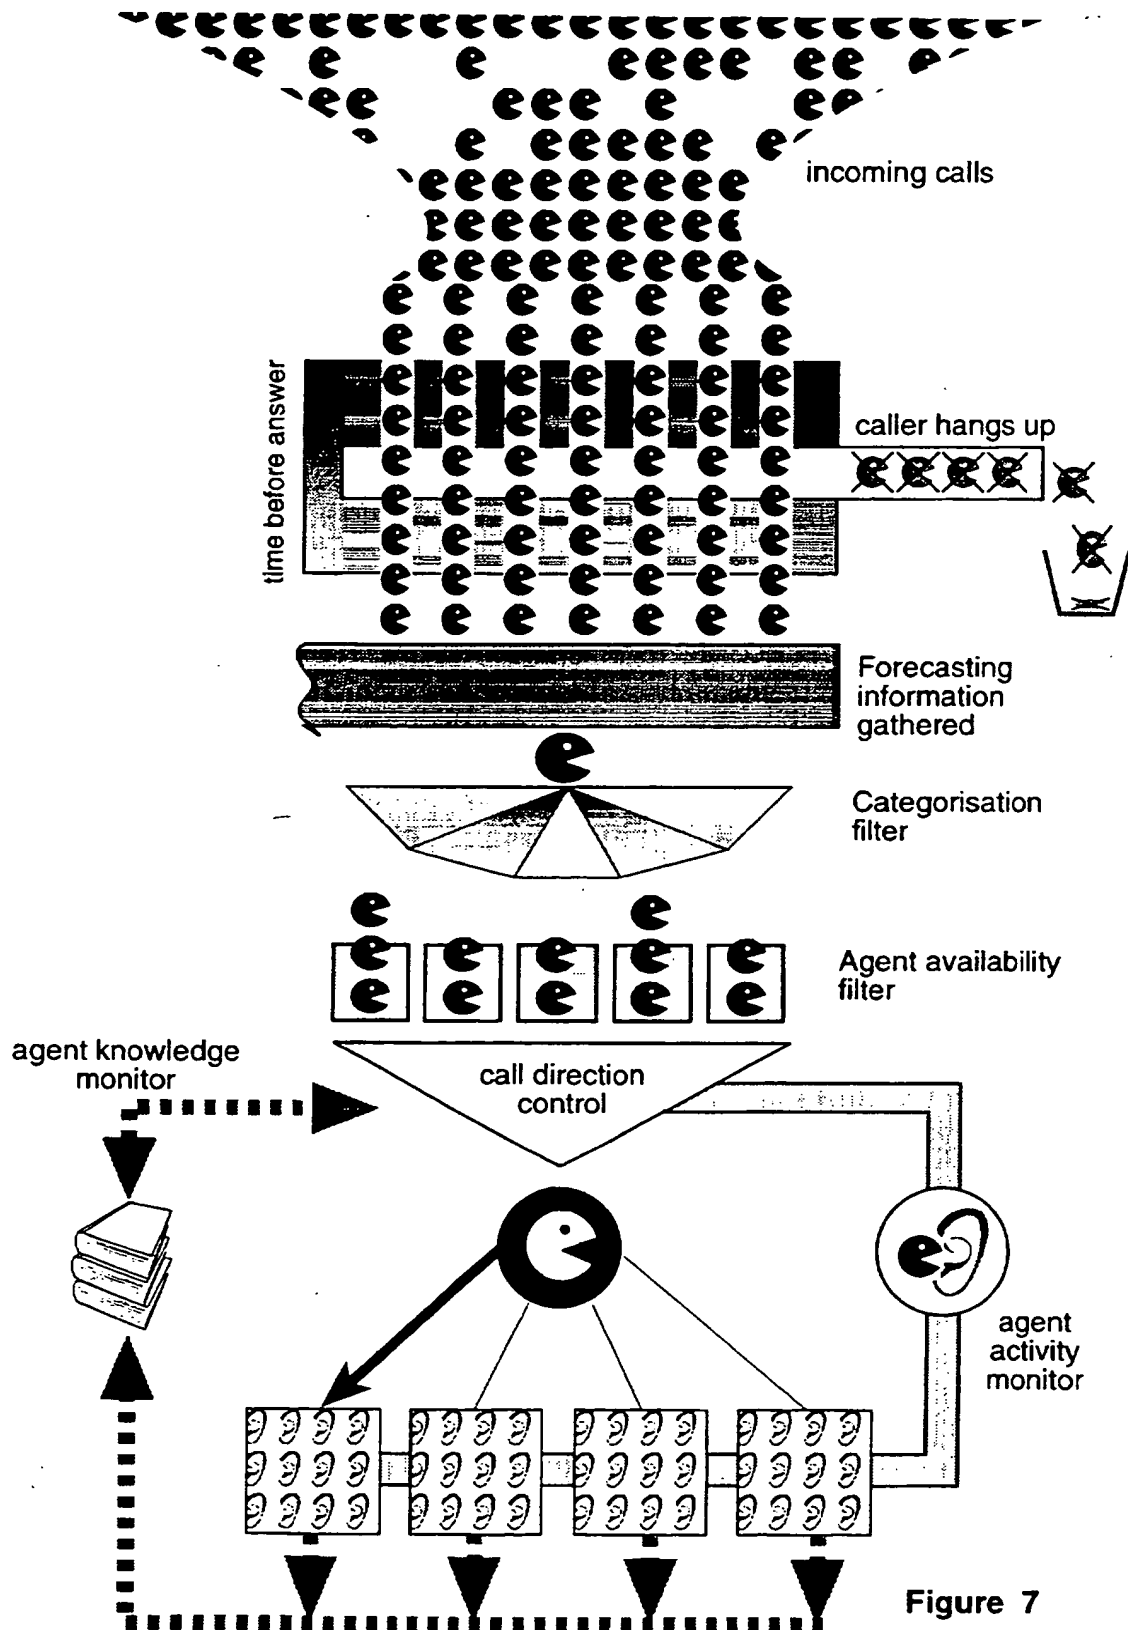 incoming calls
time before answer
caller hangs up
Forecasting
information
gathered
Categorisation
filter
Agent availability
filter
agent knowledge
monitor
call direction
control
agent
activity
monitor
Figure 7